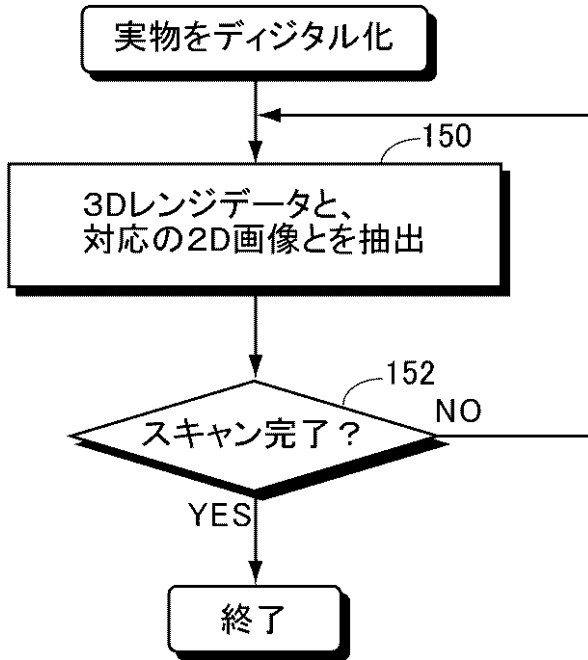 実物をディジタル化
150
3Dレンジデータと、
対応の2D画像とを抽出
152
スキャン完了？
NO
YES
終了